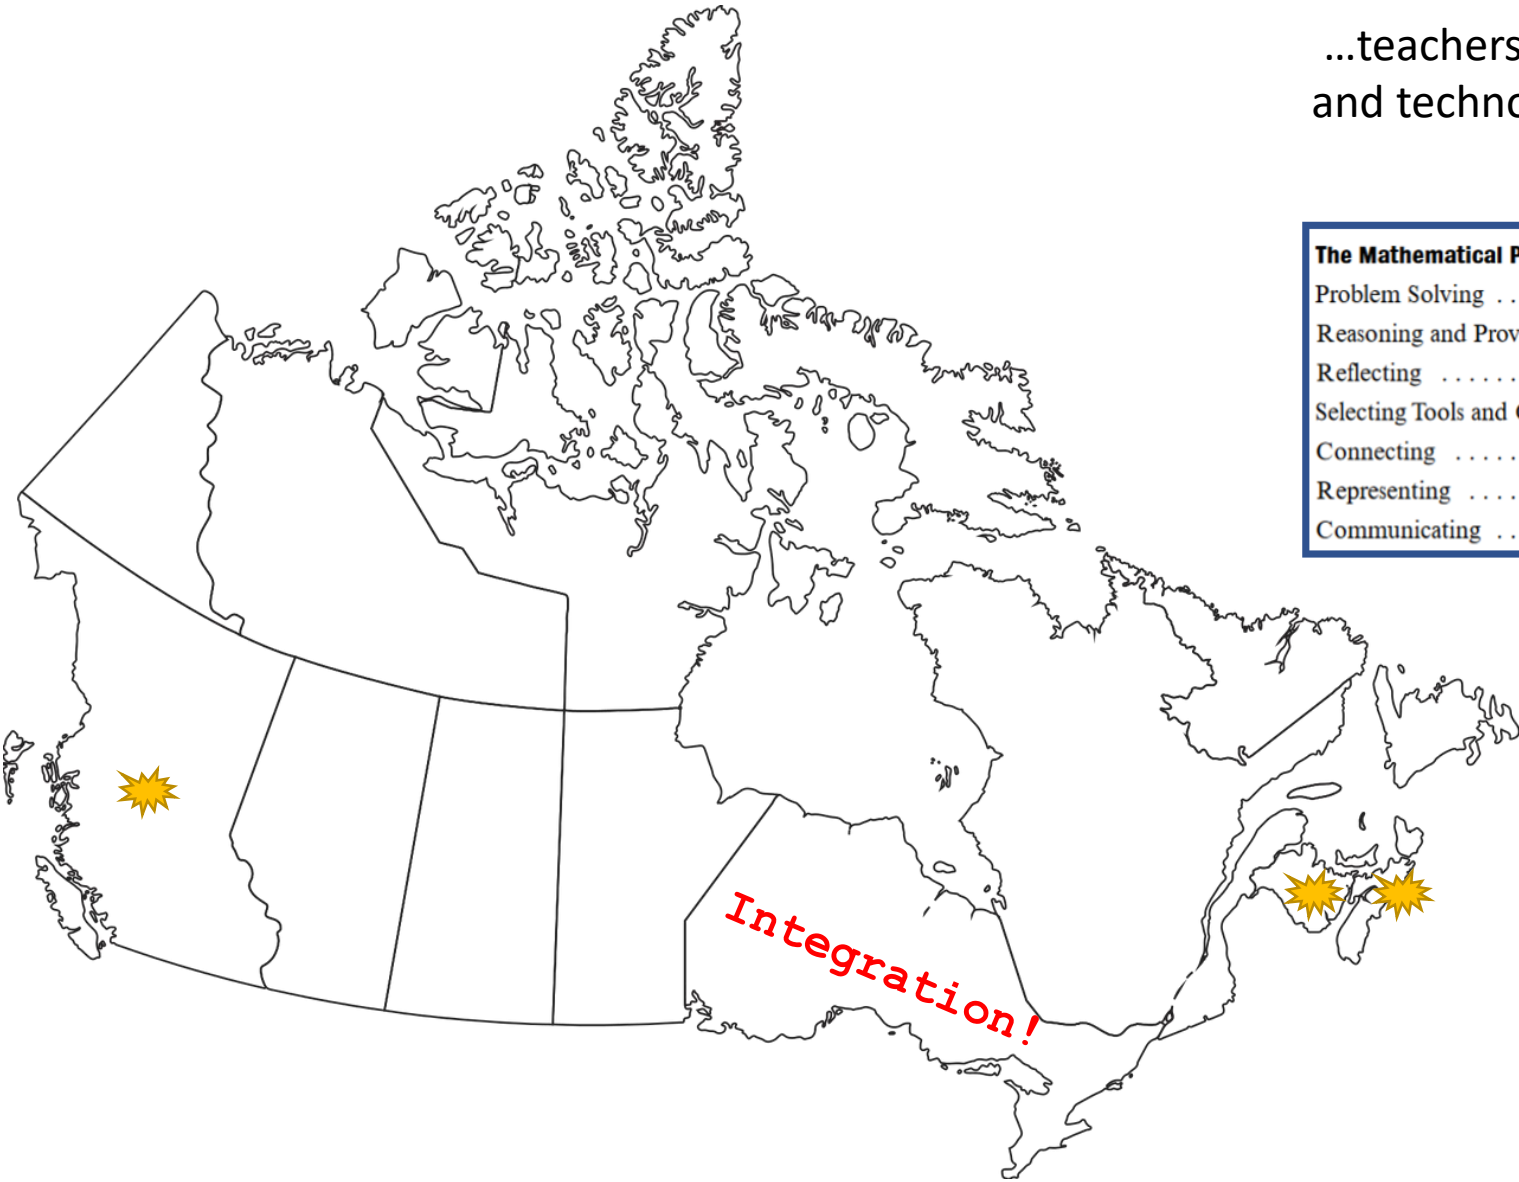 …teachers
and techno
The Mathematical P
Problem Solving . .
Reasoning and Prov
Reflecting . . . . . .
Selecting Tools and C
Connecting . . . . .
Representing . . . .
Communicating . .
Integration!